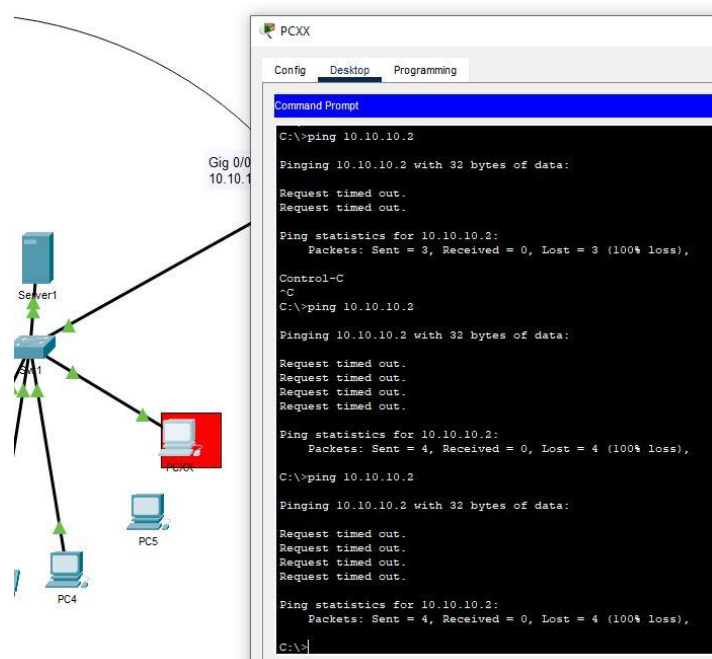 PCXX
Config Desktop Programming
Command Prompt
C:\>ping 10.10.10.2
Pinging 10.10.10.2 with 32 bytes of data:
Request timed out.
Request timed out.
Ping statistics for 10.10.10.2:
Packets: Sent = 3, Received = 0, Lost = 3 (100% loss),
Control-C
^C
C:\>ping 10.10.10.2
Pinging 10.10.10.2 with 32 bytes of data:
Request timed out.
Request timed out.
Request timed out.
Request timed out.
Ping statistics for 10.10.10.2:
Packets: Sent = 4, Received = 0, Lost = 4 (100% loss),
C:\>ping 10.10.10.2
Pinging 10.10.10.2 with 32 bytes of data:
Request timed out.
Request timed out.
Request timed out.
Request timed out.
Ping statistics for 10.10.10.2:
Packets: Sent = 4, Received = 0, Lost = 4 (100% loss),
C:\>
Gig 0/0
10.10.1
Server1
PCXX
PC5
PC4